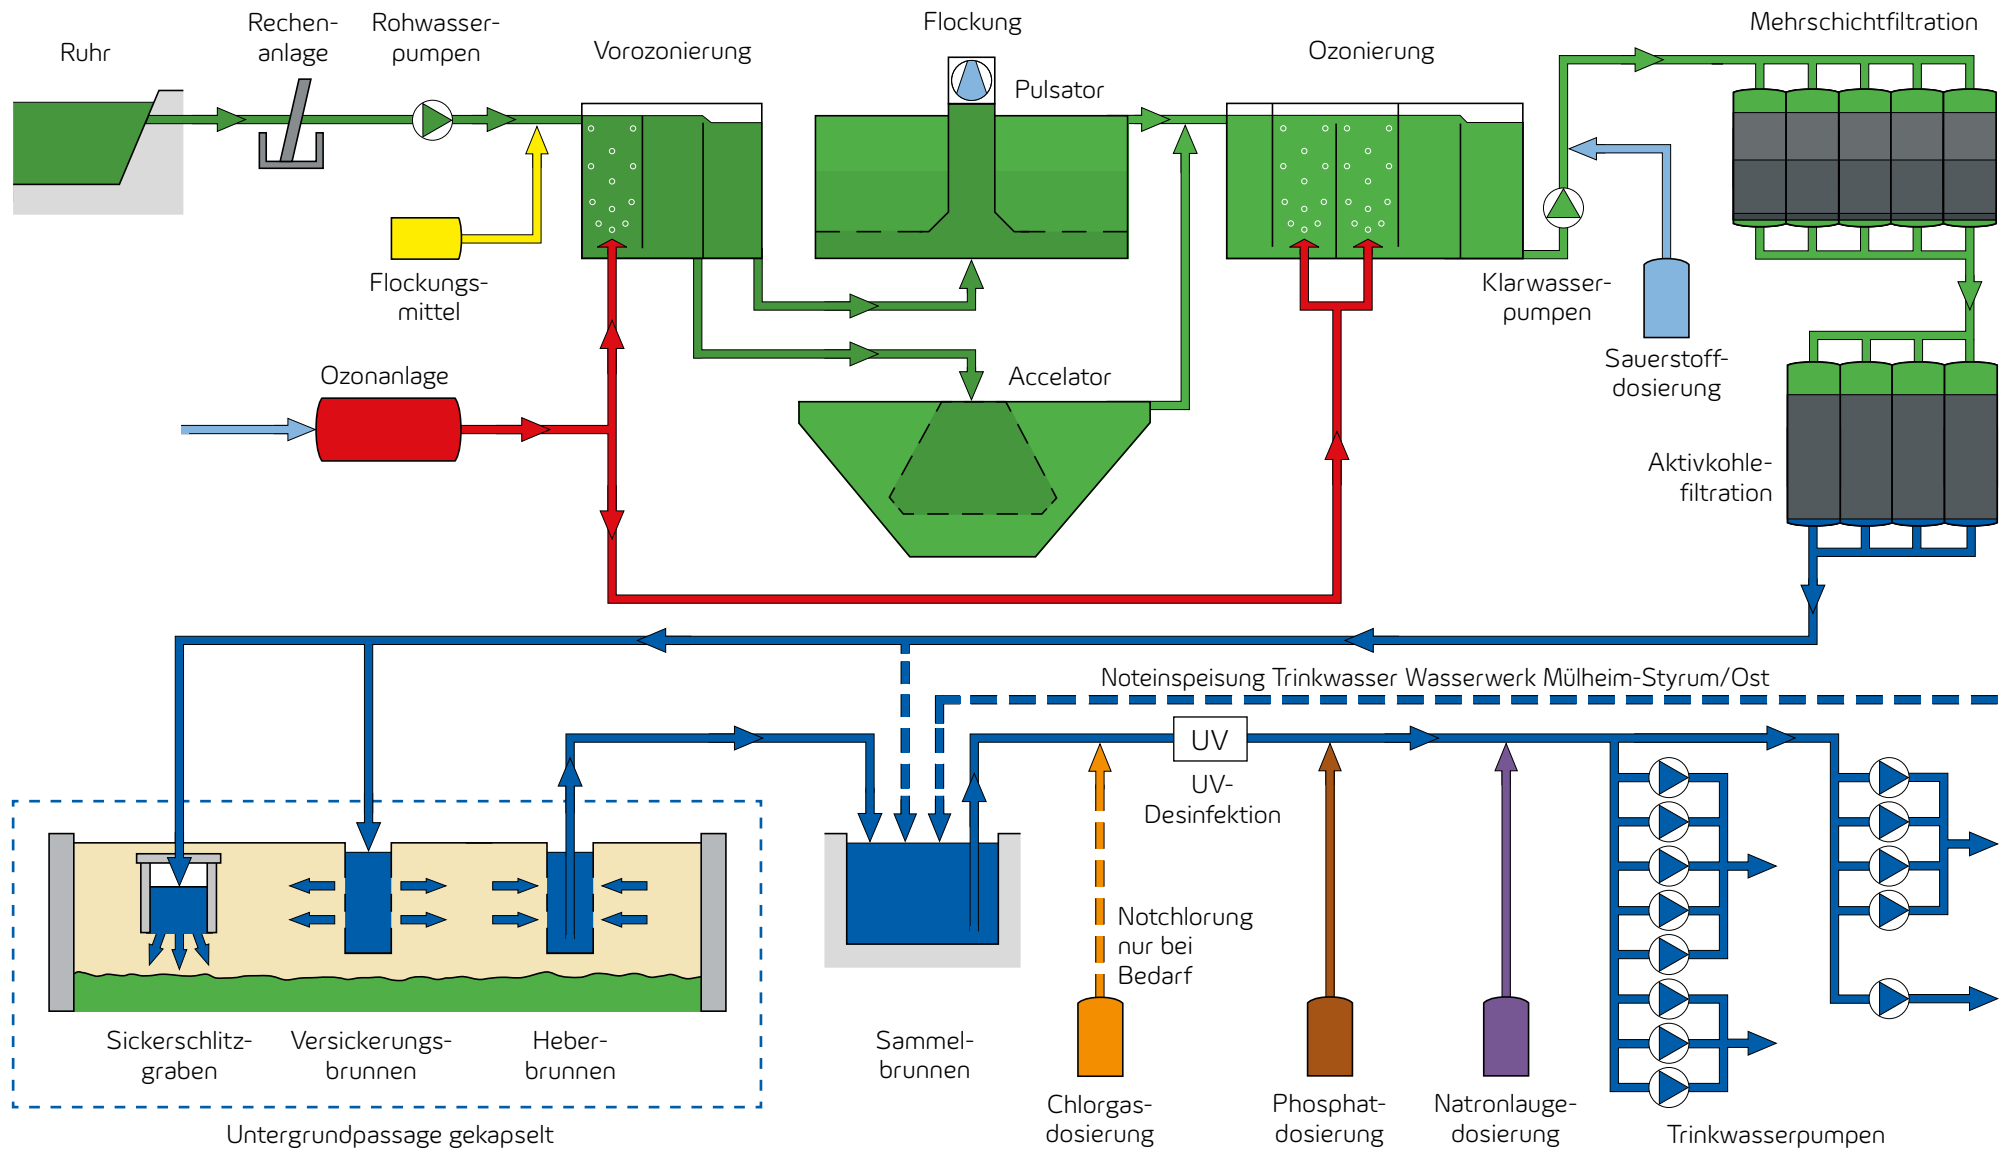 Ruhr
Rechen-
anlage
Rohwasser-
pumpen
Vorozonierung
Flockung
Pulsator
Ozonierung
Mehrschichtfiltration
Flockungs-
mittel
Klarwasser-
pumpen
Sauerstoff-
dosierung
Ozonanlage
Accelator
Aktivkohle-
filtration
Noteinspeisung Trinkwasser Wasserwerk Mülheim-Styrum/Ost
UV
UV-
Desinfektion
Notchlorung
nur bei
Bedarf
Sickerschlitz-
graben
Versickerungs-
brunnen
Heber-
brunnen
Sammel-
brunnen
Chlorgas-
dosierung
Phosphat-
dosierung
Natronlauge-
dosierung
Trinkwasserpumpen
Untergrundpassage gekapselt